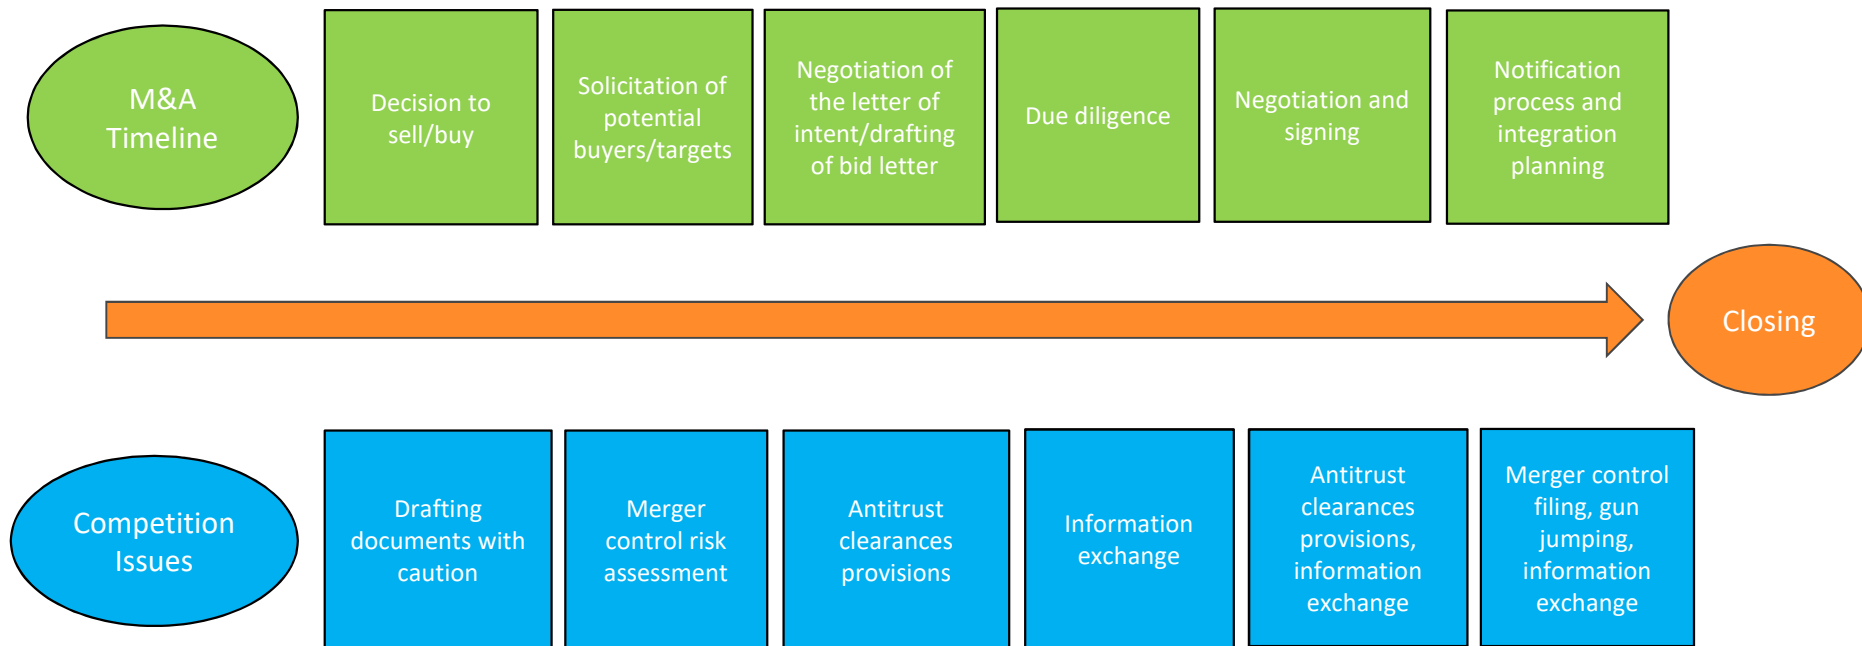 M&A
Timeline
Decision to
sell/buy
Solicitation of
potential
buyers/targets
Negotiation of
the letter of
intent/drafting
of bid letter
Due diligence
Negotiation and
signing
Notification
process and
integration
planning
Closing
Competition
Issues
Drafting
documents with
caution
Merger
control risk
assessment
Antitrust
clearances
provisions
Information
exchange
Antitrust
clearances
provisions,
information
exchange
Merger control
filing, gun
jumping,
information
exchange